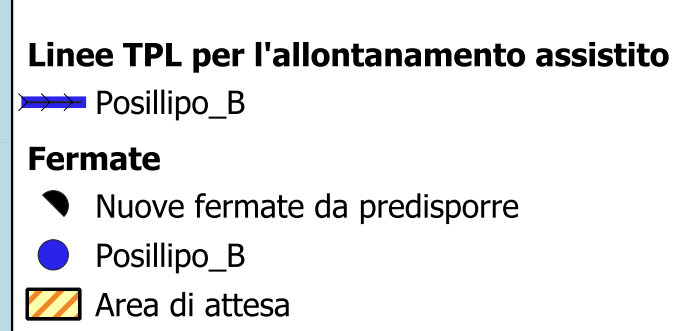 Linee TPL per l'allontanamento assistito
Posillipo_B
Fermate
Nuove fermate da predisporre
Posillipo_B
Area di attesa